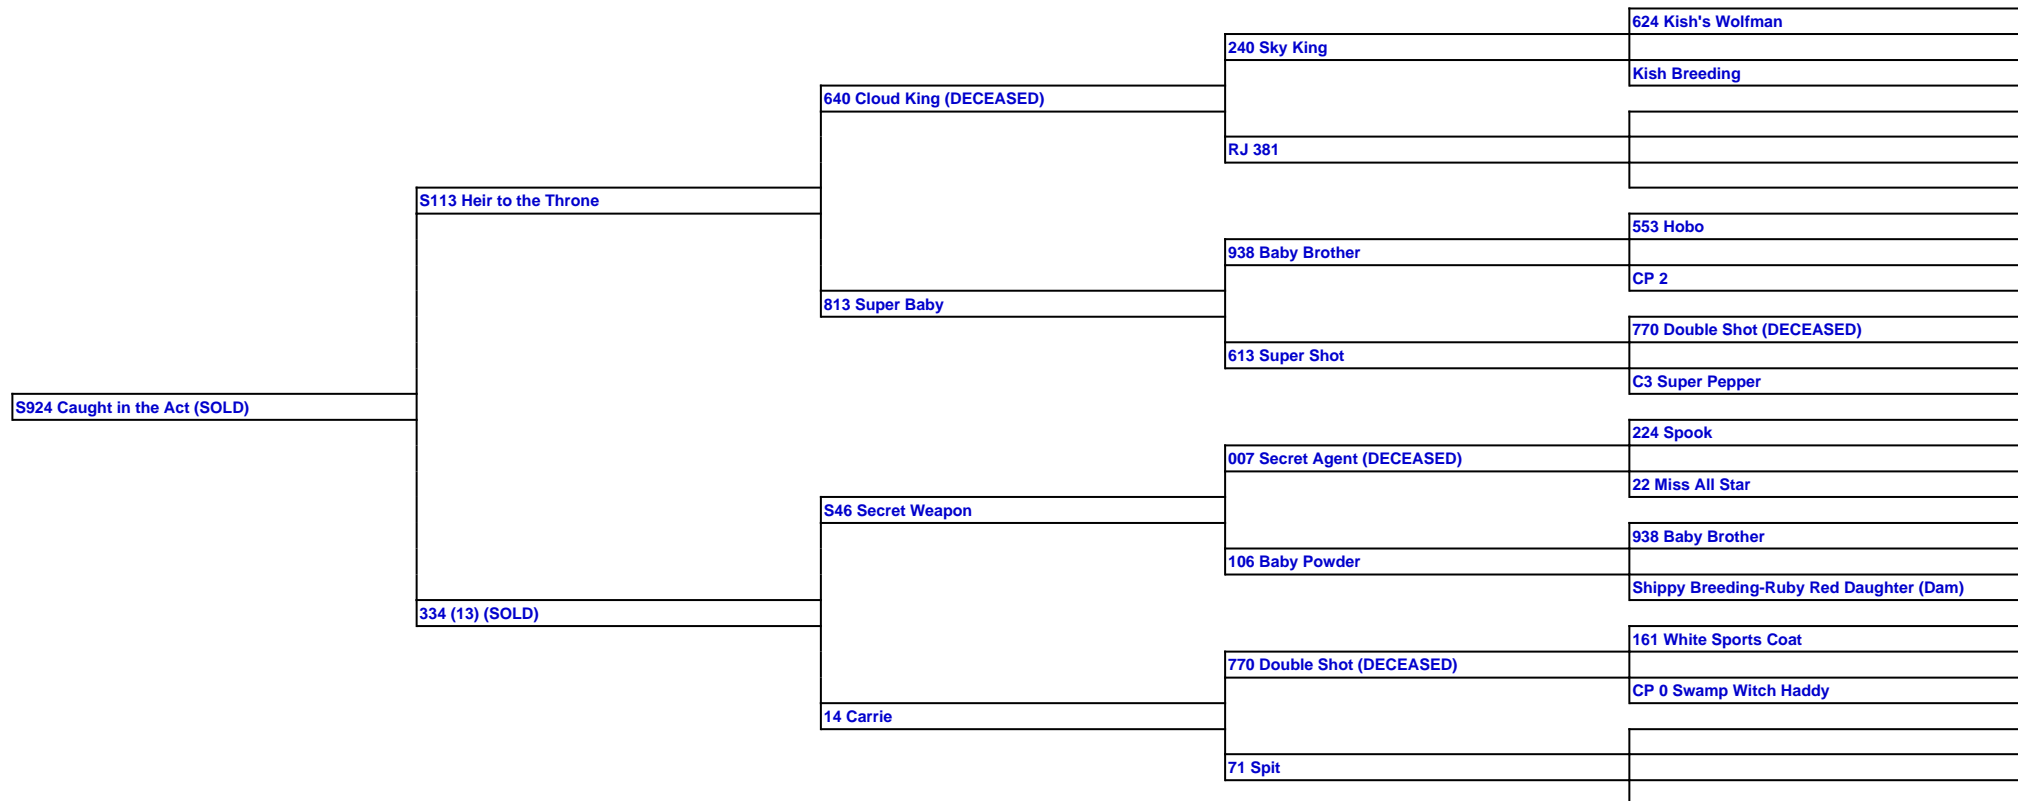 624 Kish's Wolfman
240 Sky King
Kish Breeding
640 Cloud King (DECEASED)
RJ 381
S113 Heir to the Throne
553 Hobo
938 Baby Brother
CP 2
813 Super Baby
770 Double Shot (DECEASED)
613 Super Shot
C3 Super Pepper
S924 Caught in the Act (SOLD)
224 Spook
007 Secret Agent (DECEASED)
22 Miss All Star
S46 Secret Weapon
938 Baby Brother
106 Baby Powder
Shippy Breeding-Ruby Red Daughter (Dam)
334 (13) (SOLD)
161 White Sports Coat
770 Double Shot (DECEASED)
CP 0 Swamp Witch Haddy
14 Carrie
71 Spit